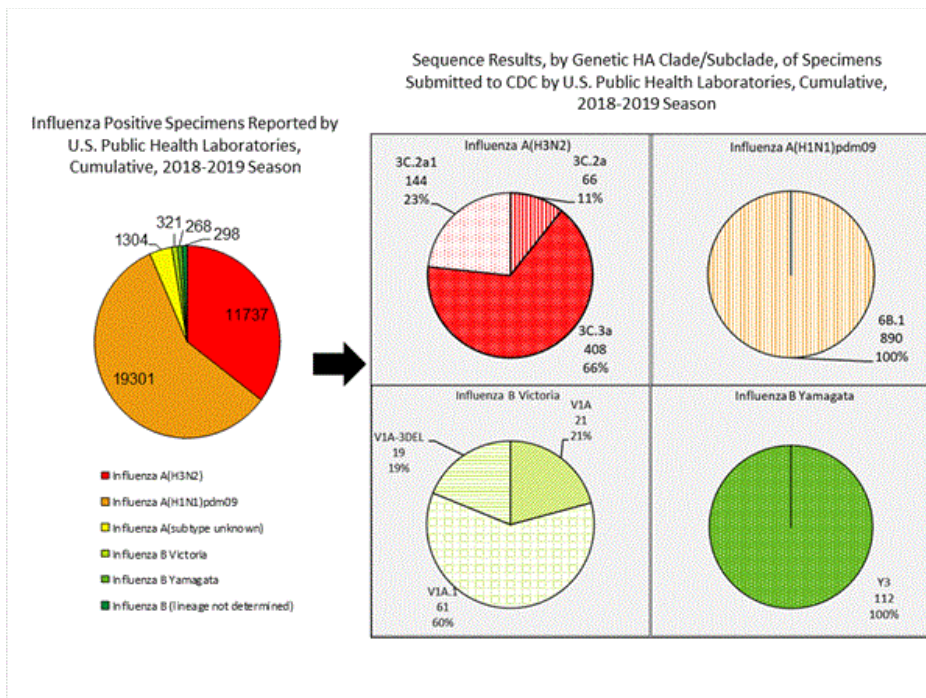 Sequence Results, by Genetic HA Clade/Subclade, of Specimens
Submitted to CDC by U.S. Public Health Laboratories, Cumulative,
2018-2019 Season
Influenza Positive Specimens Reported by
U.S. Public Health Laboratories,
Cumulative, 2018-2019 Season
1304
321
268
298
11737
19301
Influenza A(H3N2)
Influenza A(H1N1)pdm09
Influenza A(subtype unknown)
Influenza B Victoria
Influenza B Yamagata
Influenza B (lineage not determined)
Influenza A(H3N2)
3C.2a1
144
23%
3C.2a
66
11%
3C.3a
408
66%
Influenza A(H1N1)pdm09
6B.1
890
100%
Influenza B Victoria
V1A-3DEL
19
19%
V1A
21
21%
V1A.1
61
60%
Influenza B Yamagata
Y3
112
100%